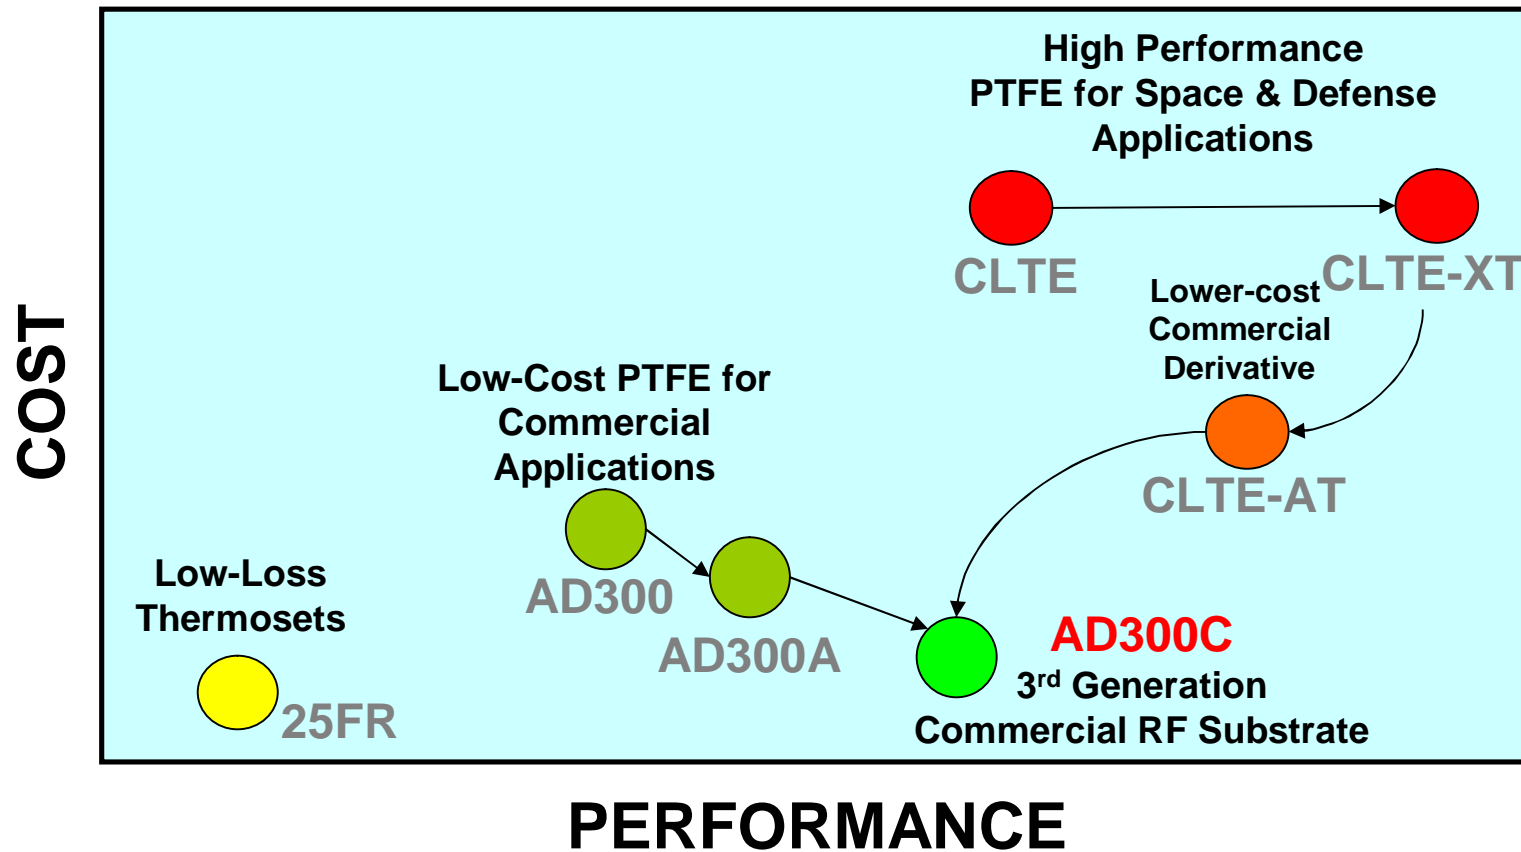 High Performance
PTFE for Space & Defense
Applications
CLTE
CLTE-XT
Lower-cost
Commercial
Derivative
CLTE-AT
COST
Low-Cost PTFE for
Commercial
Applications
AD300
AD300A
Low-Loss
Thermosets
25FR
AD300C
3rd Generation
Commercial RF Substrate
PERFORMANCE